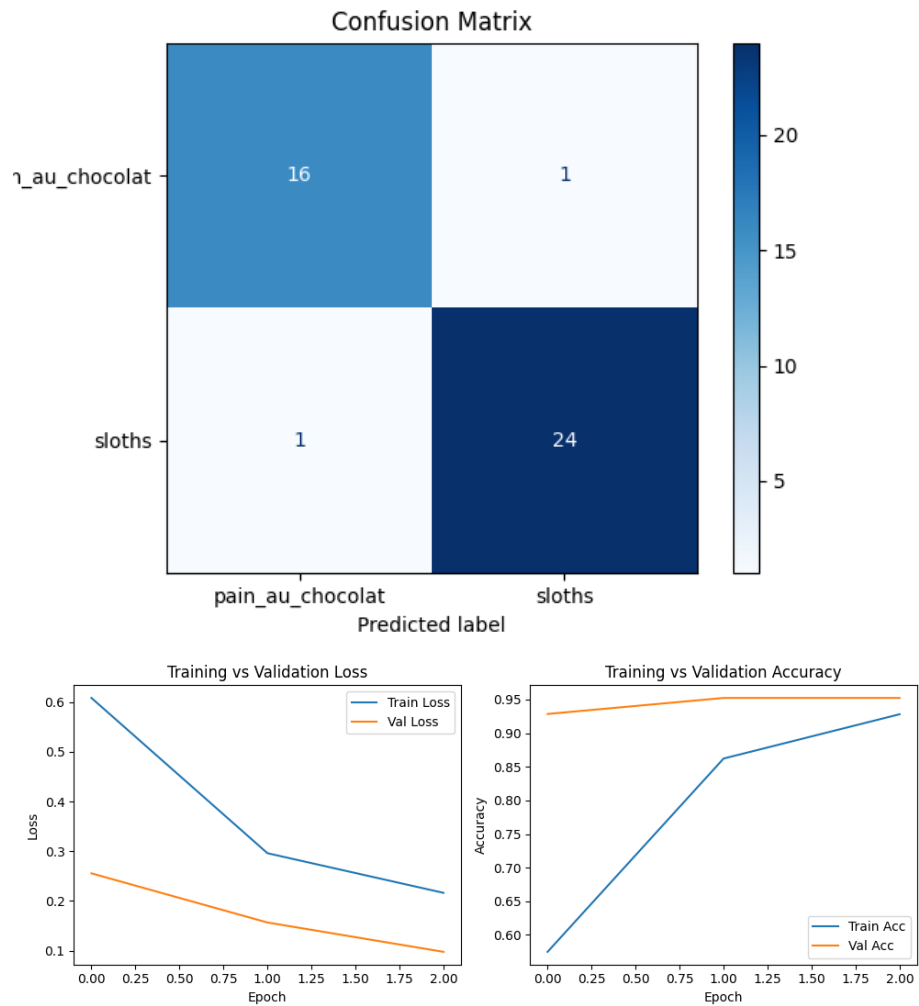 Confusion Matrix
n_au_chocolat
16
1
20
15
10
sloths
1
24
5
pain_au_chocolat
sloths
Predicted label
Training vs Validation Loss
Train Loss
Val Loss
0.6
0.5
0.4
0.3
0.2
0.1
Loss
0.00
0.25
0.50
0.75
1.00
1.25
1.50
1.75
2.00
Epoch
Training vs Validation Accuracy
0.95
0.90
0.85
0.80
0.75
0.70
0.65
0.60
Accuracy
Train Acc
Val Acc
0.00
0.25
0.50
0.75
1.00
1.25
1.50
1.75
2.00
Epoch